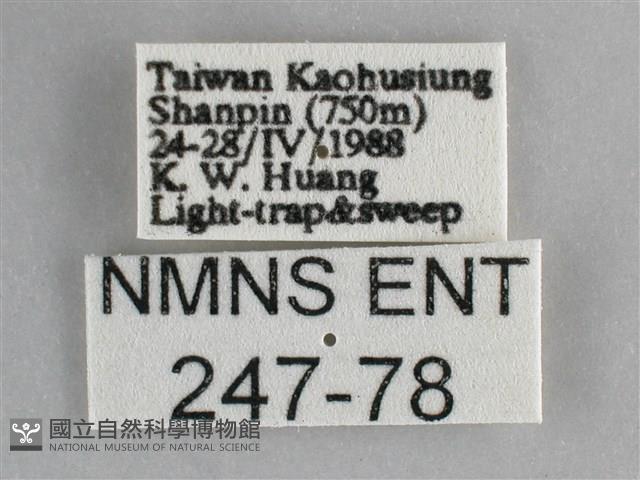 Taiwan Kaohusiung
Shanpin (750m)
24-28/IV/1988
K. W. Huang
Light-trap&sweep
NMNS ENT
247-78
國立自然科學博物館
NATIONAL MUSEUM OF NATURAL SCIENCE